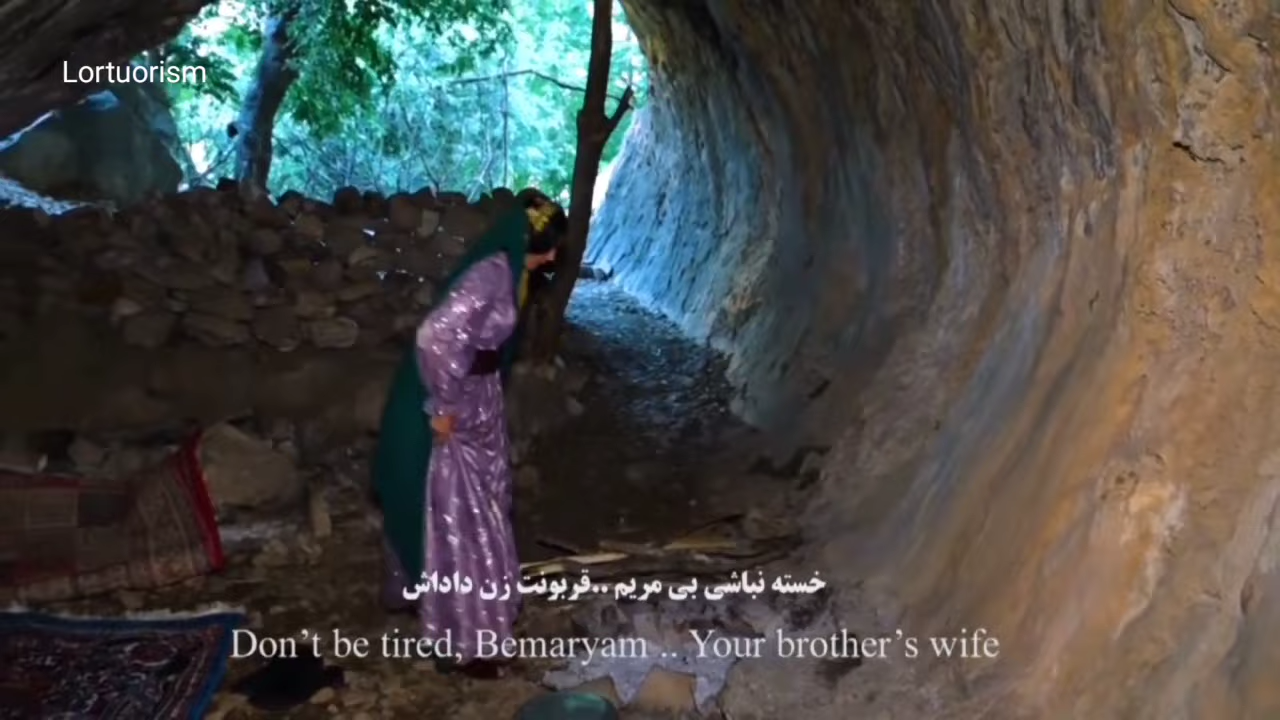 Lortuorism
خسته نباشی بی مریم ..قربونت زن داداش
Don’t be tired, Bemaryam .. Your brother’s wife